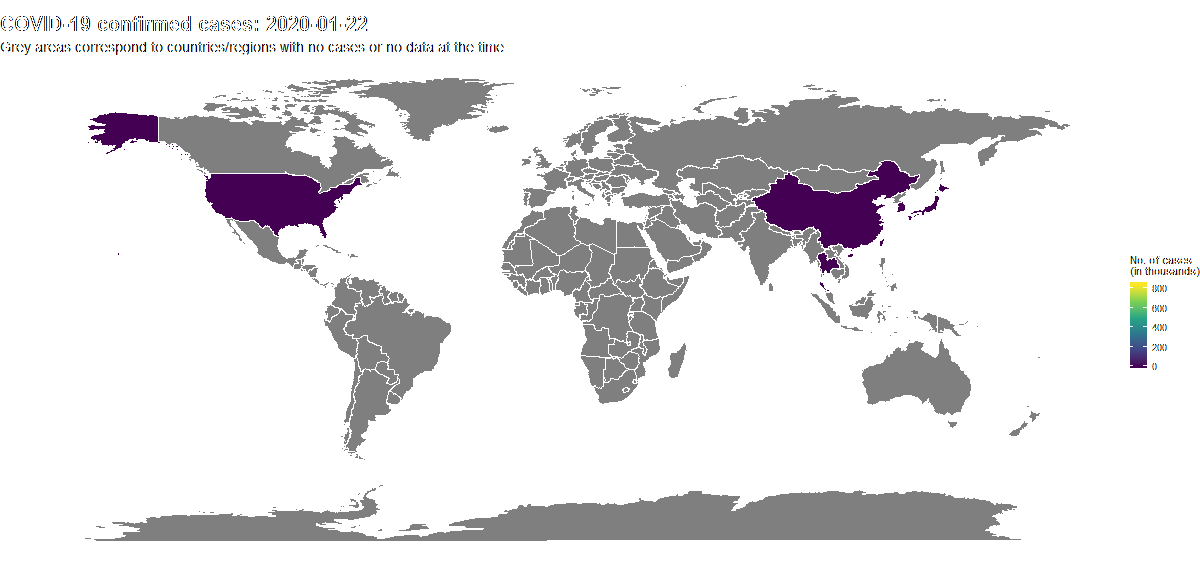 COVID-19 confirmed cases: 2020-01-22
Grey areas correspond to countries/regions with no cases or no data at the time
No. of cases
(in thousands)
800
600
400
200
0